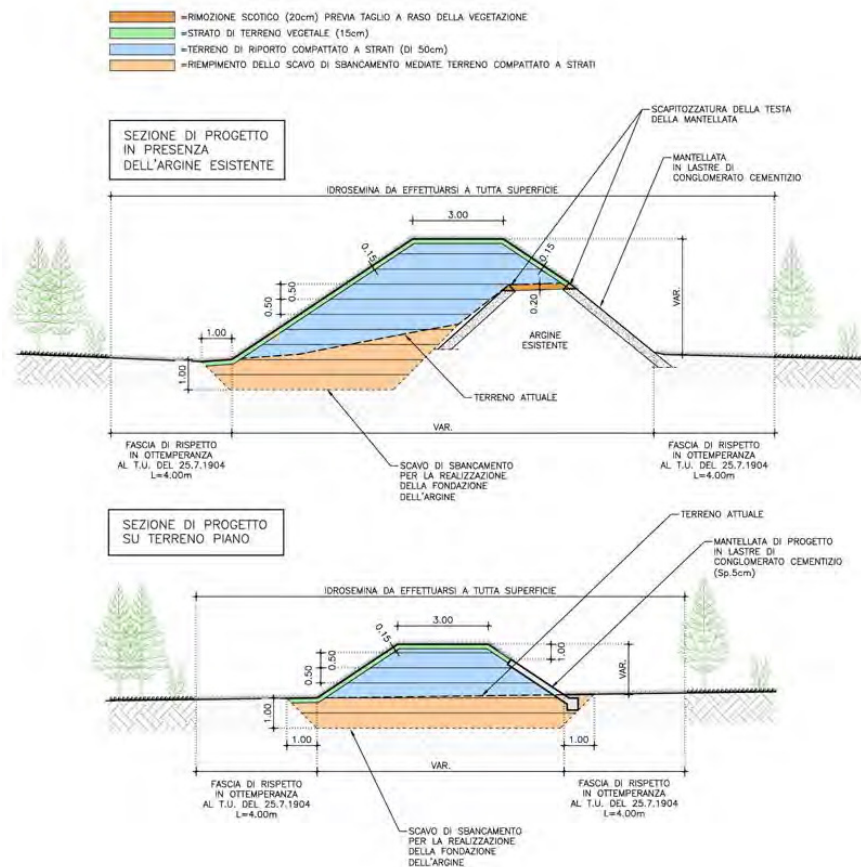 =RIMOZIONE SCOTICO (20cm) PREVIA TAGLIO A RASO DELLA VEGETAZIONE
=STRATO DI TERRENO VEGETALE (15cm)
=TERRENO DI RIPORTO COMPATTATO A STRATI (DI 50cm)
=RIEMPIMENTO DELLO SCAVO DI SBANCAMENTO MEDIATE TERRENO COMPATTATO A STRATI
SCAPITOZZATURA DELLA TESTA
DELLA MANTELLATA
SEZIONE DI PROGETTO
IN PRESENZA
DELL'ARGINE ESISTENTE
MANTELLATA
IN LASTRE DI
CONGLOMERATO CEMENTIZIO
IDROSEMINA DA EFFETTUARSI A TUTTA SUPERFICIE
3.00
0.15
0.15
0.50
0.50
0.20
VAR.
ARGINE
ESISTENTE
1.00
1.00
TERRENO ATTUALE
VAR.
FASCIA DI RISPETTO
IN OTTEMPERANZA
AL T.U. DEL 25.7.1904
L=4.00m
FASCIA DI RISPETTO
IN OTTEMPERANZA
AL T.U. DEL 25.7.1904
L=4.00m
SCAVO DI SBANCAMENTO
PER LA REALIZZAZIONE
DELLA FONDAZIONE
DELL'ARGINE
SEZIONE DI PROGETTO
SU TERRENO PIANO
TERRENO ATTUALE
MANTELLATA DI PROGETTO
IN LASTRE DI
CONGLOMERATO CEMENTIZIO
(Sp.5cm)
IDROSEMINA DA EFFETTUARSI A TUTTA SUPERFICIE
3.00
0.15
0.50
0.50
1.00
VAR.
1.00
1.00
1.00
VAR.
FASCIA DI RISPETTO
IN OTTEMPERANZA
AL T.U. DEL 25.7.1904
L=4.00m
FASCIA DI RISPETTO
IN OTTEMPERANZA
AL T.U. DEL 25.7.1904
L=4.00m
SCAVO DI SBANCAMENTO
PER LA REALIZZAZIONE
DELLA FONDAZIONE
DELL'ARGINE